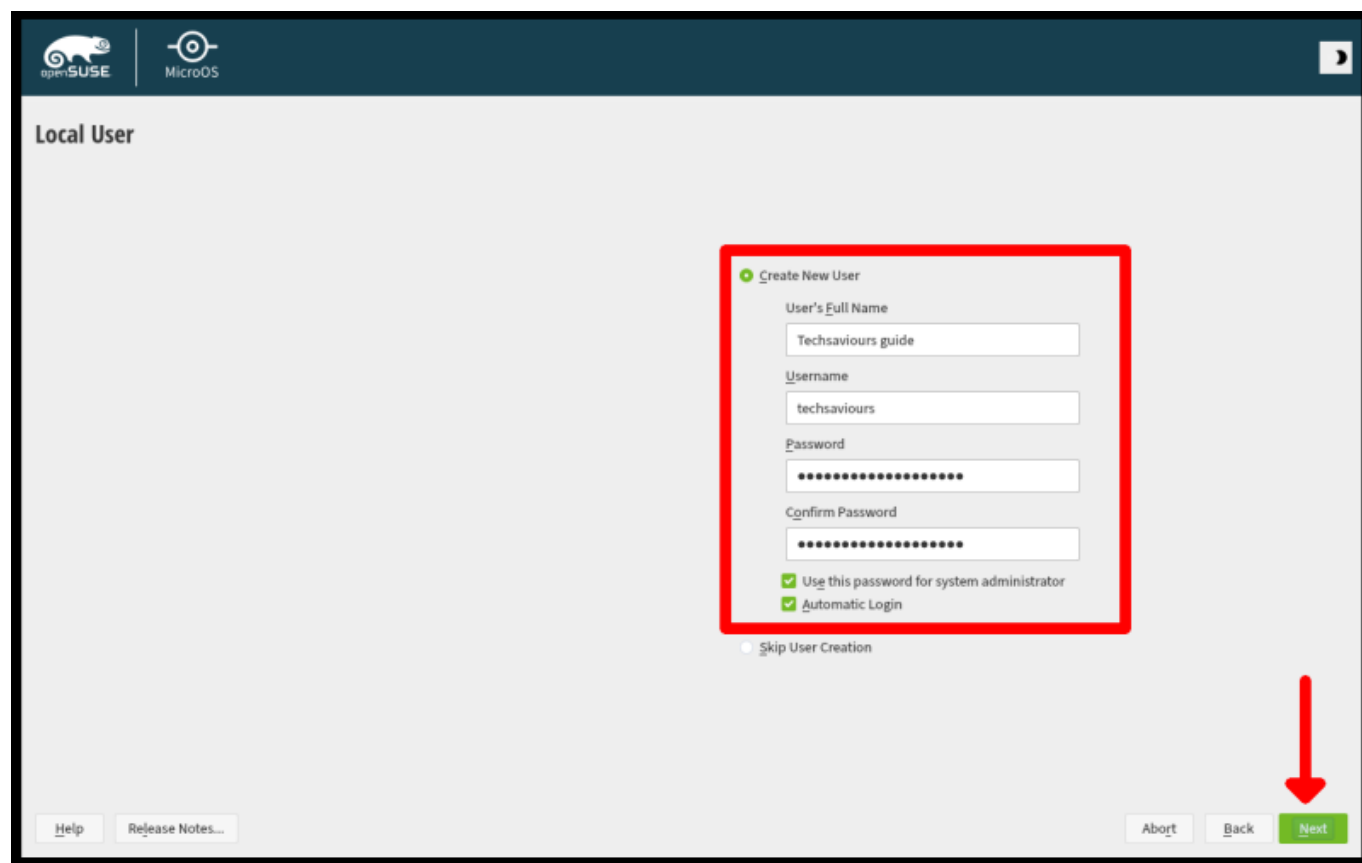 openSUSE
MicroOS
Local User
Create New User
User's Full Name
Techsaviours guide
Username
techsaviours
Password
●●●●●●●●●●●●●●●●●●●
Confirm Password
●●●●●●●●●●●●●●●●●●●
Use this password for system administrator
Automatic Login
Skip User Creation
Help Release Notes... Abort Back Next